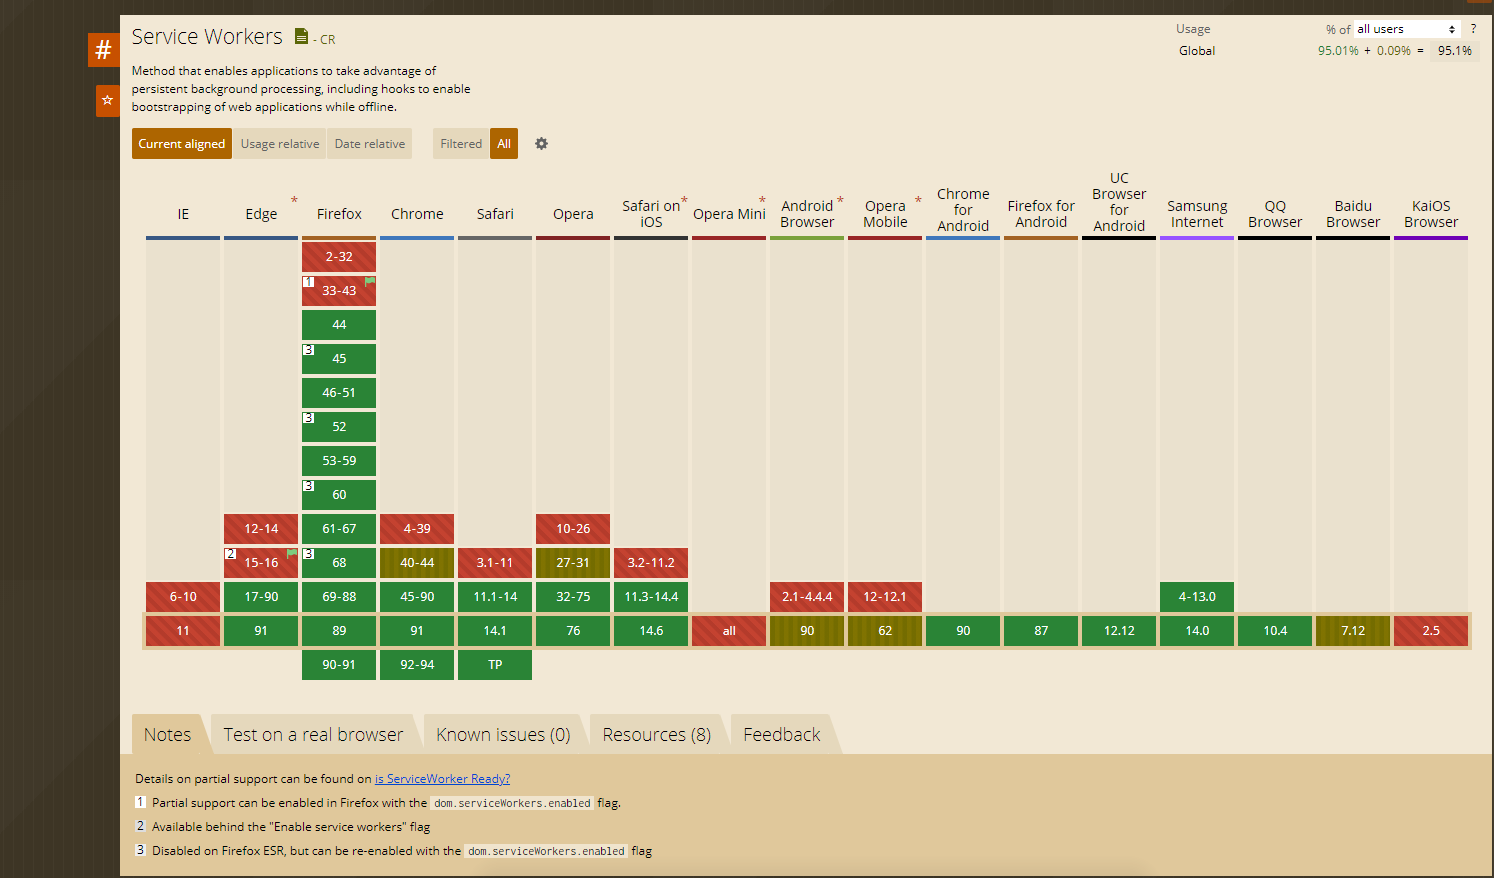 #
☆
Service Workers - CR
Usage % of all users ?
Global 95.01% + 0.09% = 95.1%
Method that enables applications to take advantage of
persistent background processing, including hooks to enable
bootstrapping of web applications while offline.
Current aligned Usage relative Date relative Filtered All
IE
Edge *
Firefox
Chrome
Safari
Opera
Safari on *
iOS
Opera Mini *
Android *
Browser
Opera *
Mobile
Chrome
for
Android
Firefox for
Android
UC
Browser
for
Android
Samsung
Internet
QQ
Browser
Baidu
Browser
KaiOS
Browser
2-32
1 33-43
44
3 45
46-51
3 52
53-59
3 60
12-14 61-67 4-39 10-26
2 15-16 3 68 40-44 3.1-11 27-31 3.2-11.2
6-10 17-90 69-88 45-90 11.1-14 32-75 11.3-14.4 2.1-4.4.4 12-12.1 4-13.0
11 91 89 91 14.1 76 14.6 all 90 62 90 87 12.12 14.0 10.4 7.12 2.5
90-91 92-94 TP
Notes Test on a real browser Known issues (0) Resources (8) Feedback
Details on partial support can be found on is ServiceWorker Ready?
1 Partial support can be enabled in Firefox with the dom.serviceWorkers.enabled flag.
2 Available behind the "Enable service workers" flag
3 Disabled on Firefox ESR, but can be re-enabled with the dom.serviceWorkers.enabled flag